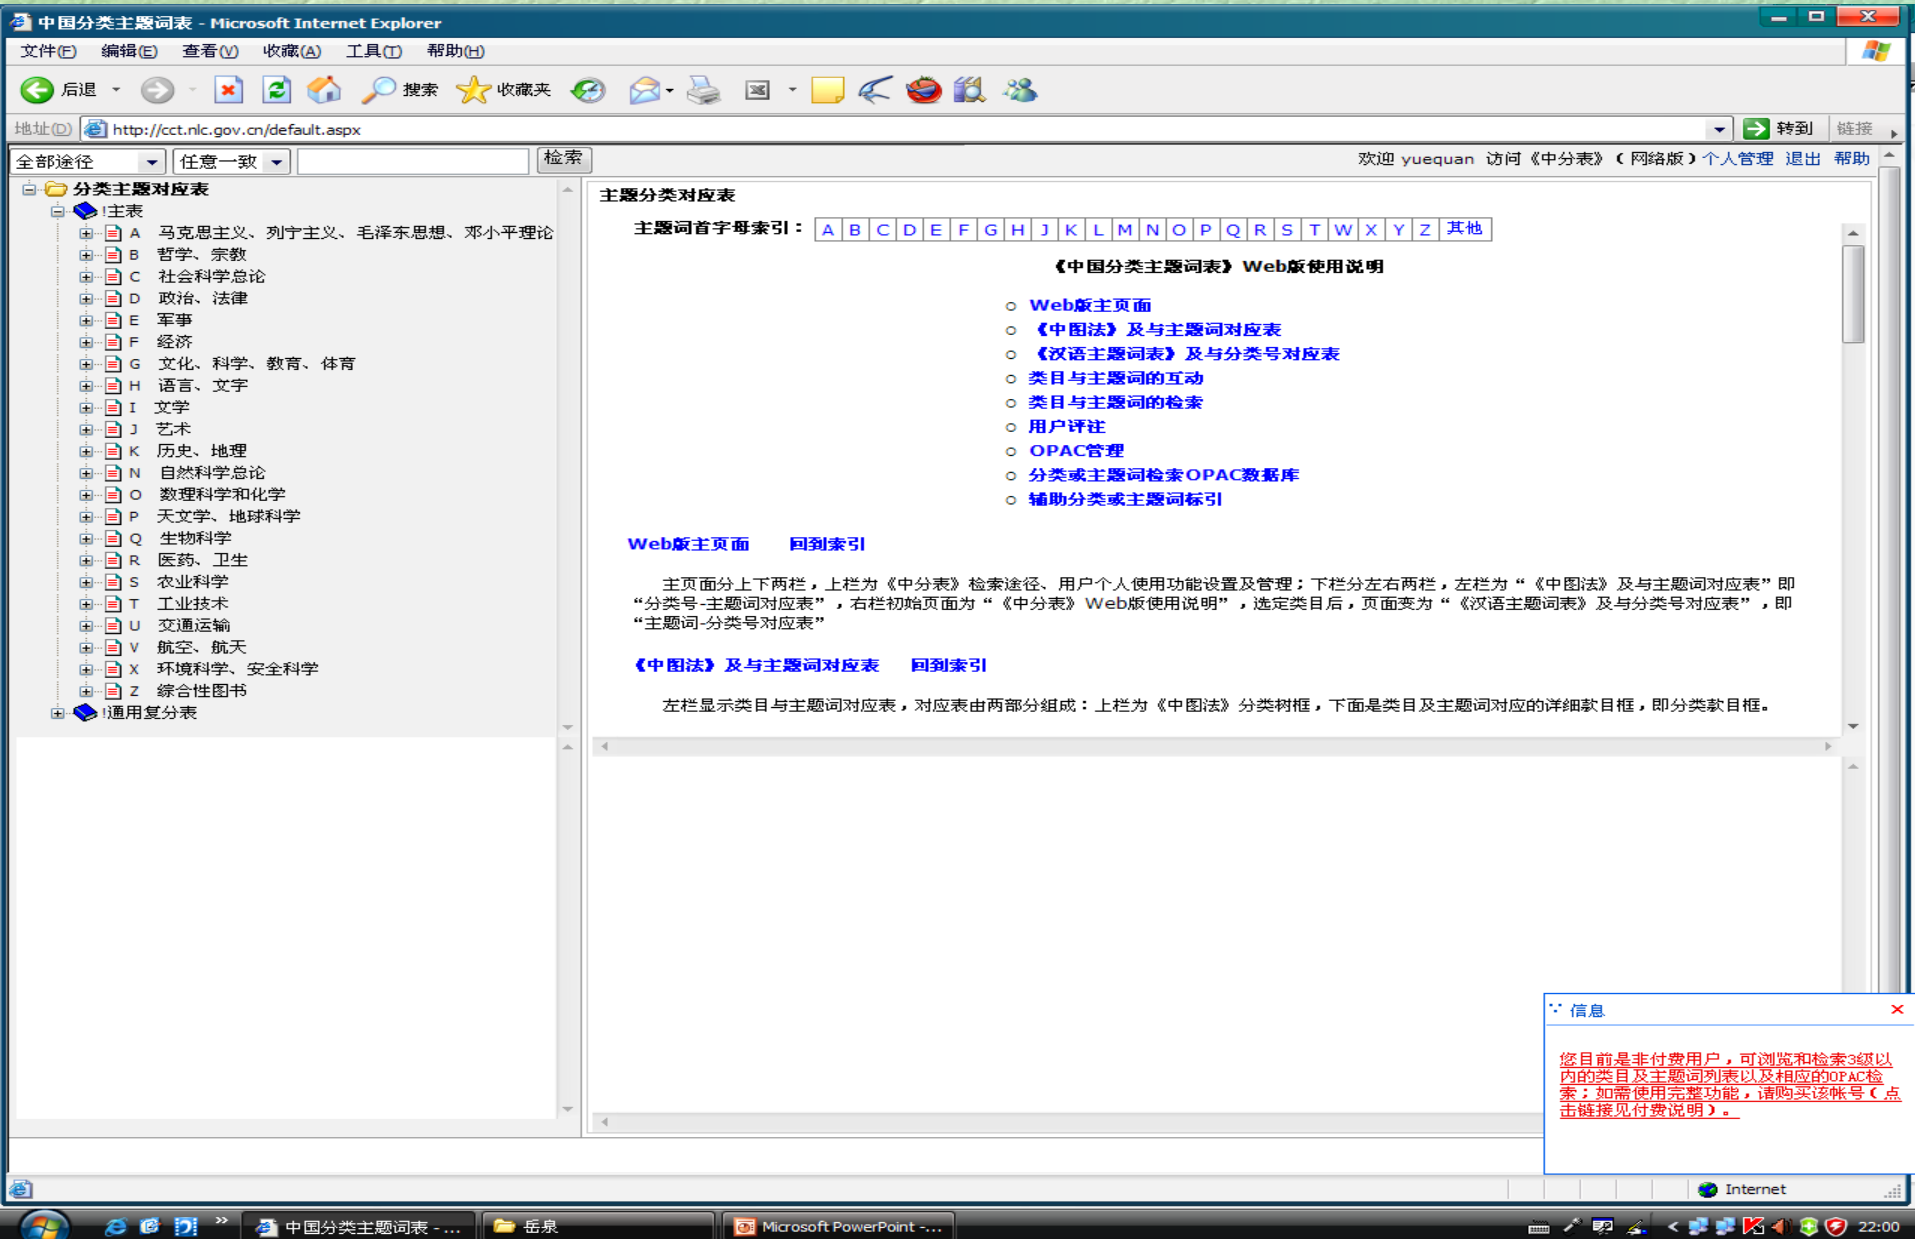 中国分类主题词表 - Microsoft Internet Explorer
文件(F) 编辑(E) 查看(V) 收藏(A) 工具(T) 帮助(H)
后退 搜索 收藏夹
地址(D) http://cct.nlc.gov.cn/default.aspx 转到 链接
全部途径 任意一致 检索 欢迎 yuequan 访问《中分表》(网络版) 个人管理 退出 帮助
分类主题对应表
!主表
A 马克思主义、列宁主义、毛泽东思想、邓小平理论
B 哲学、宗教
C 社会科学总论
D 政治、法律
E 军事
F 经济
G 文化、科学、教育、体育
H 语言、文字
I 文学
J 艺术
K 历史、地理
N 自然科学总论
O 数理科学和化学
P 天文学、地球科学
Q 生物科学
R 医药、卫生
S 农业科学
T 工业技术
U 交通运输
V 航空、航天
X 环境科学、安全科学
Z 综合性图书
!通用复分表
主题分类对应表
主题词首字母索引： A B C D E F G H J K L M N O P Q R S T W X Y Z 其他
《中国分类主题词表》Web版使用说明
Web版主页面
《中图法》及与主题词对应表
《汉语主题词表》及与分类号对应表
类目与主题词的互动
类目与主题词的检索
用户评注
OPAC管理
分类或主题词检索OPAC数据库
辅助分类或主题词标引
Web版主页面 回到索引
主页面分上下两栏，上栏为《中分表》检索途径、用户个人使用功能设置及管理；下栏分左右两栏，左栏为“《中图法》及与主题词对应表”即
“分类号-主题词对应表”，右栏初始页面为“《中分表》Web版使用说明”，选定类目后，页面变为“《汉语主题词表》及与分类号对应表”，即
“主题词-分类号对应表”
《中图法》及与主题词对应表 回到索引
左栏显示类目与主题词对应表，对应表由两部分组成：上栏为《中图法》分类树框，下面是类目及主题词对应的详细款目框，即分类款目框。
信息
您目前是非付费用户，可浏览和检索3级以
内的类目及主题词列表以及相应的OPAC检
索；如需使用完整功能，请购买该帐号（点
击链接见付费说明）。
Internet
中国分类主题词表 - ... 岳泉 Microsoft PowerPoint -... 22:00